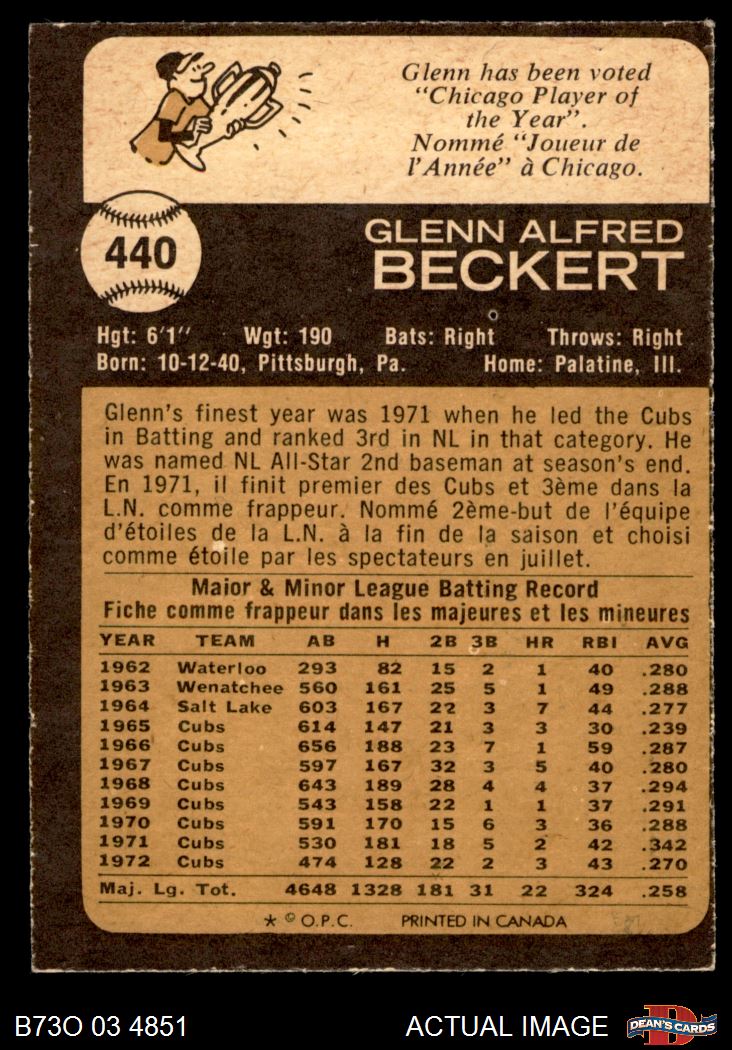 Glenn has been voted
"Chicago Player of
the Year".
Nommé "Joueur de
l'Année" à Chicago.
440
GLENN ALFRED
BECKERT
Hgt: 6'1" Wgt: 190 Bats: Right Throws: Right
Born: 10-12-40, Pittsburgh, Pa. Home: Palatine, Ill.
Glenn's finest year was 1971 when he led the Cubs
in Batting and ranked 3rd in NL in that category. He
was named NL All-Star 2nd baseman at season's end.
En 1971, il finit premier des Cubs et 3ème dans la
L.N. comme frappeur. Nommé 2ème-but de l'équipe
d'étoiles de la L.N. à la fin de la saison et choisi
comme étoile par les spectateurs en juillet.
Maior & Minor League Batting Record
Fiche comme frappeur dans les majeures et les mineures
YEAR TEAM AB H 2B 3B HR RBI AVG
1962 Waterloo 293 82 15 2 1 40 .280
1963 Wenatchee 560 161 25 5 1 49 .288
1964 Salt Lake 603 167 22 3 7 44 .277
1965 Cubs 614 147 21 3 3 30 .239
1966 Cubs 656 188 23 7 1 59 .287
1967 Cubs 597 167 32 3 5 40 .280
1968 Cubs 643 189 28 4 4 37 .294
1969 Cubs 543 158 22 1 1 37 .291
1970 Cubs 591 170 15 6 3 36 .288
1971 Cubs 530 181 18 5 2 42 .342
1972 Cubs 474 128 22 2 3 43 .270
Maj. Lg. Tot. 4648 1328 181 31 22 324 .258
* © O.P.C. PRINTED IN CANADA
B73O 03 4851 ACTUAL IMAGE DEAN'S CARDS